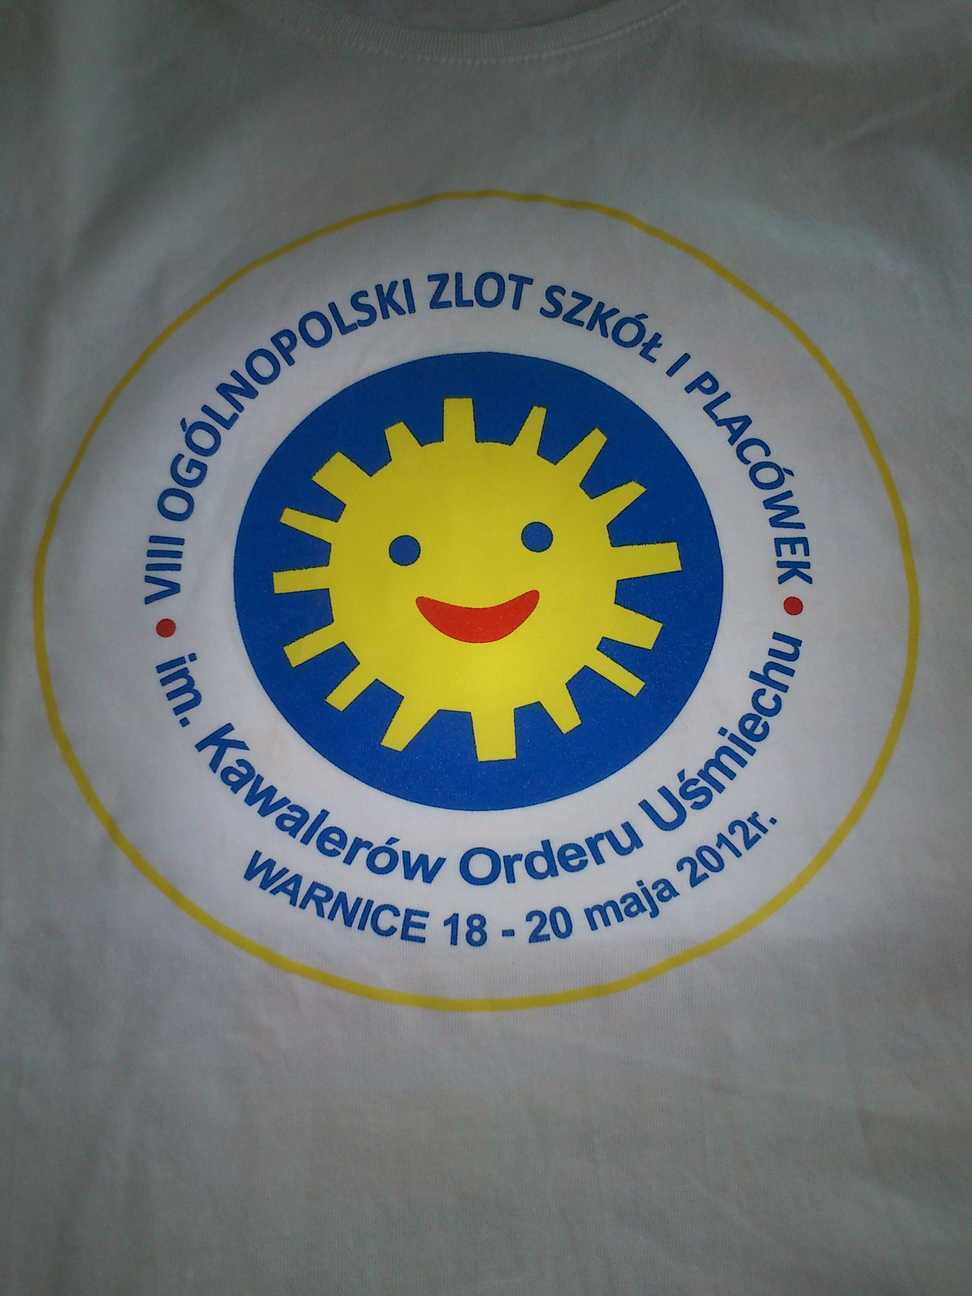 VIII OGÓLNOPOLSKI ZLOT SZKÓŁ I PLACÓWEK
im. Kawalerów Orderu Uśmiechu
WARNICE 18 - 20 maja 2012r.